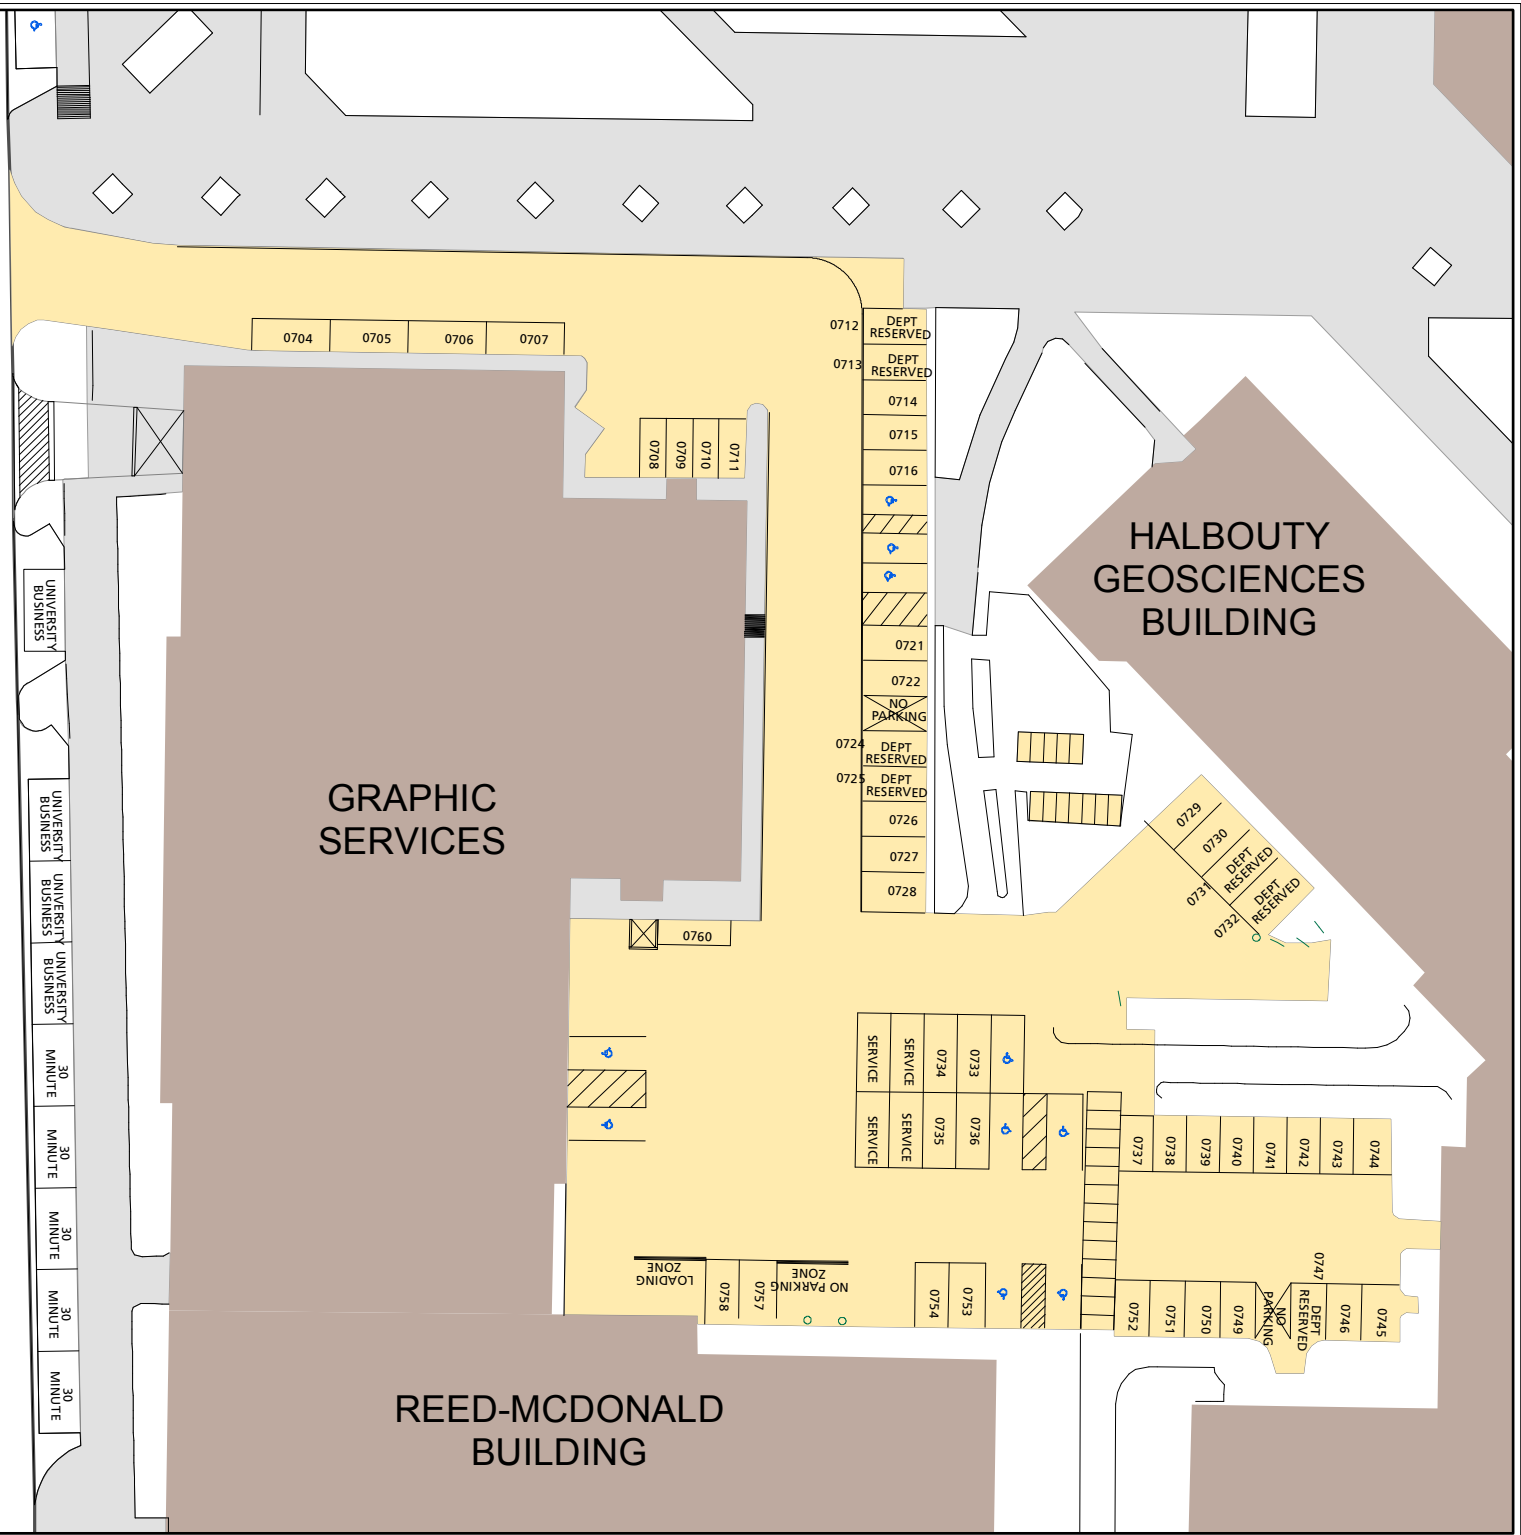 0704
0705
0706
0707
0712
DEPT
RESERVED
0713
DEPT
RESERVED
0714
0715
0716
0708
0709
0710
0711
HALBOUTY
GEOSCIENCES
BUILDING
UNIVERSITY
BUSINESS
0721
0722
NO
PARKING
0724
DEPT
RESERVED
0725
DEPT
RESERVED
0726
0727
0728
GRAPHIC
SERVICES
UNIVERSITY
BUSINESS
UNIVERSITY
BUSINESS
UNIVERSITY
BUSINESS
0729
0730
DEPT
RESERVED
0731
DEPT
RESERVED
0732
0760
SERVICE
SERVICE
0734
0733
SERVICE
SERVICE
0735
0736
30
MINUTE
30
MINUTE
30
MINUTE
30
MINUTE
30
MINUTE
0737
0738
0739
0740
0741
0742
0743
0744
LOADING
ZONE
0758
0757
NO PARKING
ZONE
0754
0753
0752
0751
0750
0749
NO
PARKING
0747
DEPT
RESERVED
0746
0745
REED-MCDONALD
BUILDING